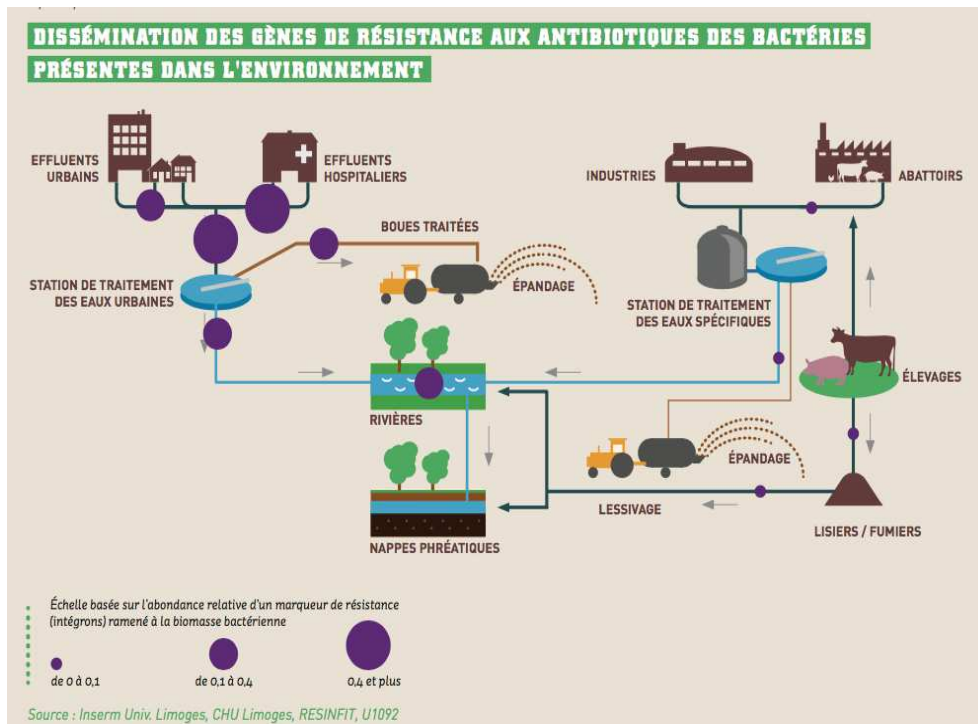 DISSÉMINATION DES GÈNES DE RÉSISTANCE AUX ANTIBIOTIQUES DES BACTÉRIES
PRÉSENTES DANS L'ENVIRONNEMENT
EFFLUENTS
URBAINS
EFFLUENTS
HOSPITALIERS
INDUSTRIES
ABATTOIRS
BOUES TRAITÉES
STATION DE TRAITEMENT
DES EAUX URBAINES
ÉPANDAGE
STATION DE TRAITEMENT
DES EAUX SPÉCIFIQUES
ÉLEVAGES
RIVIÈRES
ÉPANDAGE
LESSIVAGE
LISIERS / FUMIERS
NAPPES PHRÉATIQUES
Échelle basée sur l'abondance relative d'un marqueur de résistance
(intégrons) ramené à la biomasse bactérienne
de 0 à 0,1
de 0,1 à 0,4
0,4 et plus
Source : Inserm Univ. Limoges, CHU Limoges, RESINFIT, U1092